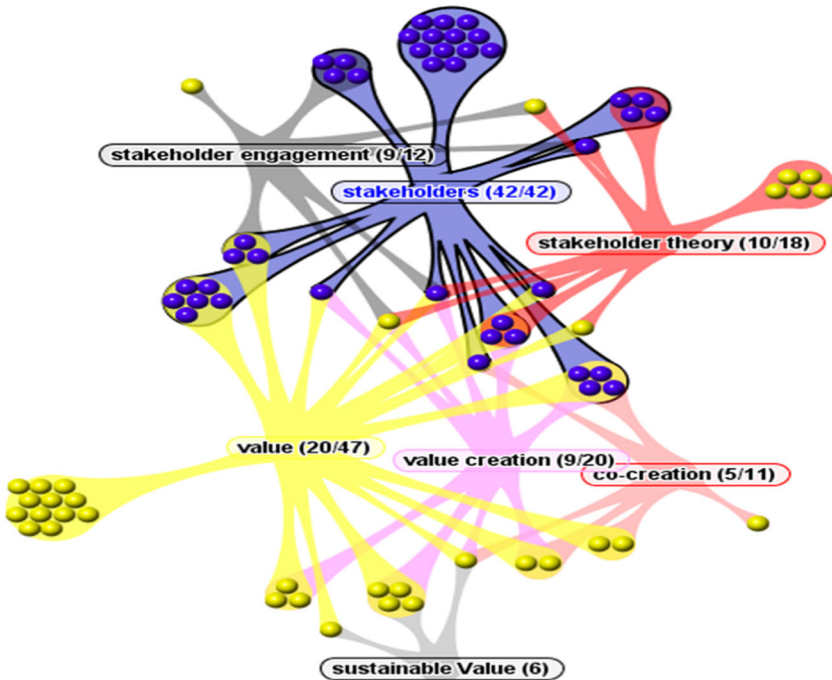 stakeholder engagement (9/12)
stakeholders (42/42)
stakeholder theory (10/18)
value (20/47)
value creation (9/20)
co-creation (5/11)
sustainable Value (6)